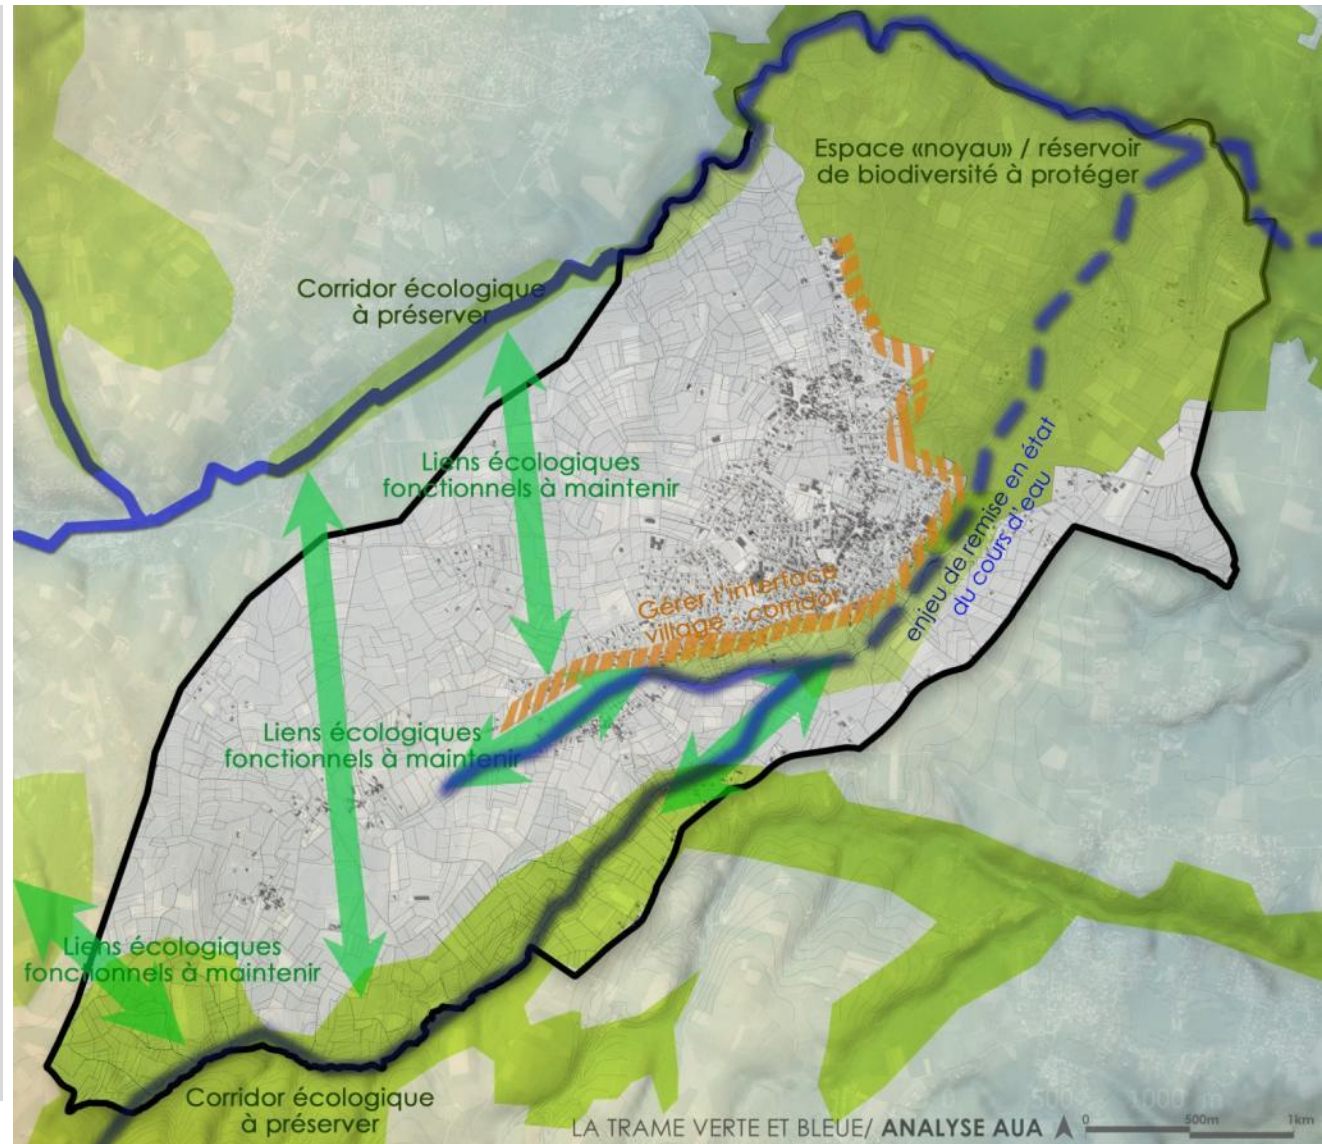 Espace «noyau» / réservoir
de biodiversité à protéger
Corridor écologique
à préserver
Liens écologiques
fonctionnels à maintenir
enjeu de remise en état
du cours d'eau
Gérer l'interface
village - corridor
Liens écologiques
fonctionnels à maintenir
Liens écologiques
fonctionnels à maintenir
Corridor écologique
à préserver
LA TRAME VERTE ET BLEUE/ ANALYSE AUA
0 500m 1km